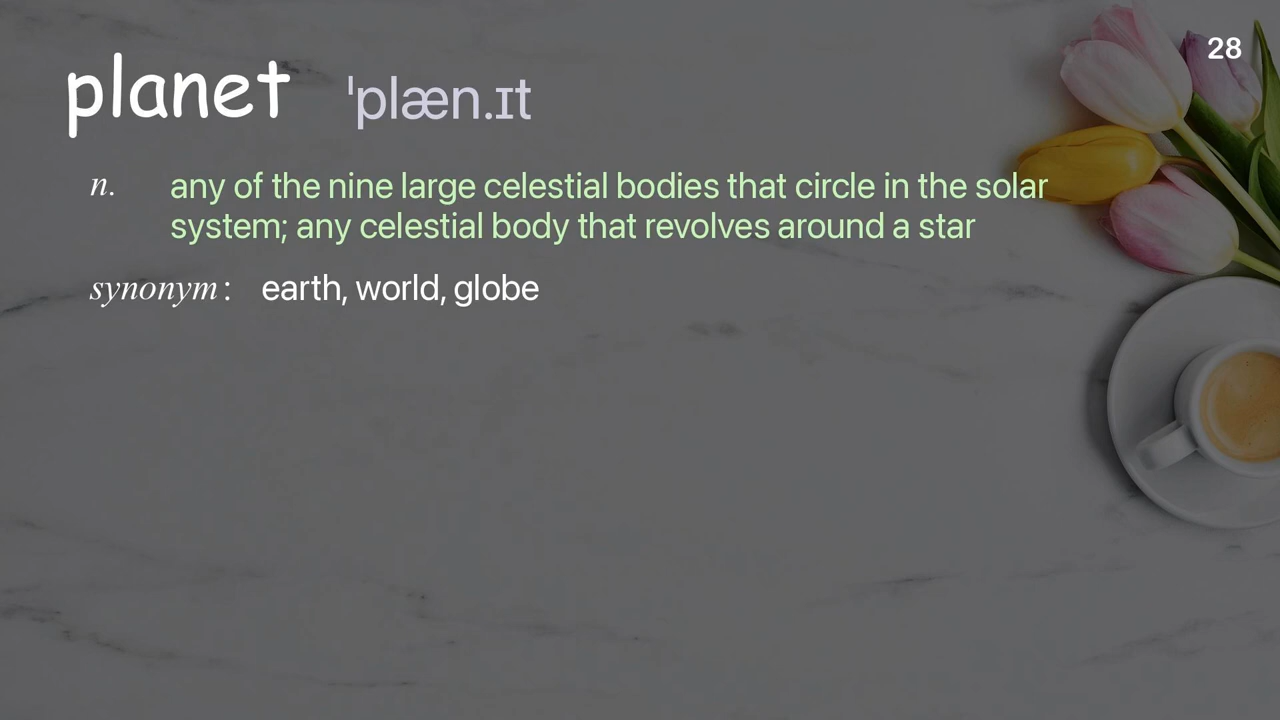 28
planet ˈplæn.ɪt
n. any of the nine large celestial bodies that circle in the solar
system; any celestial body that revolves around a star
synonym : earth, world, globe